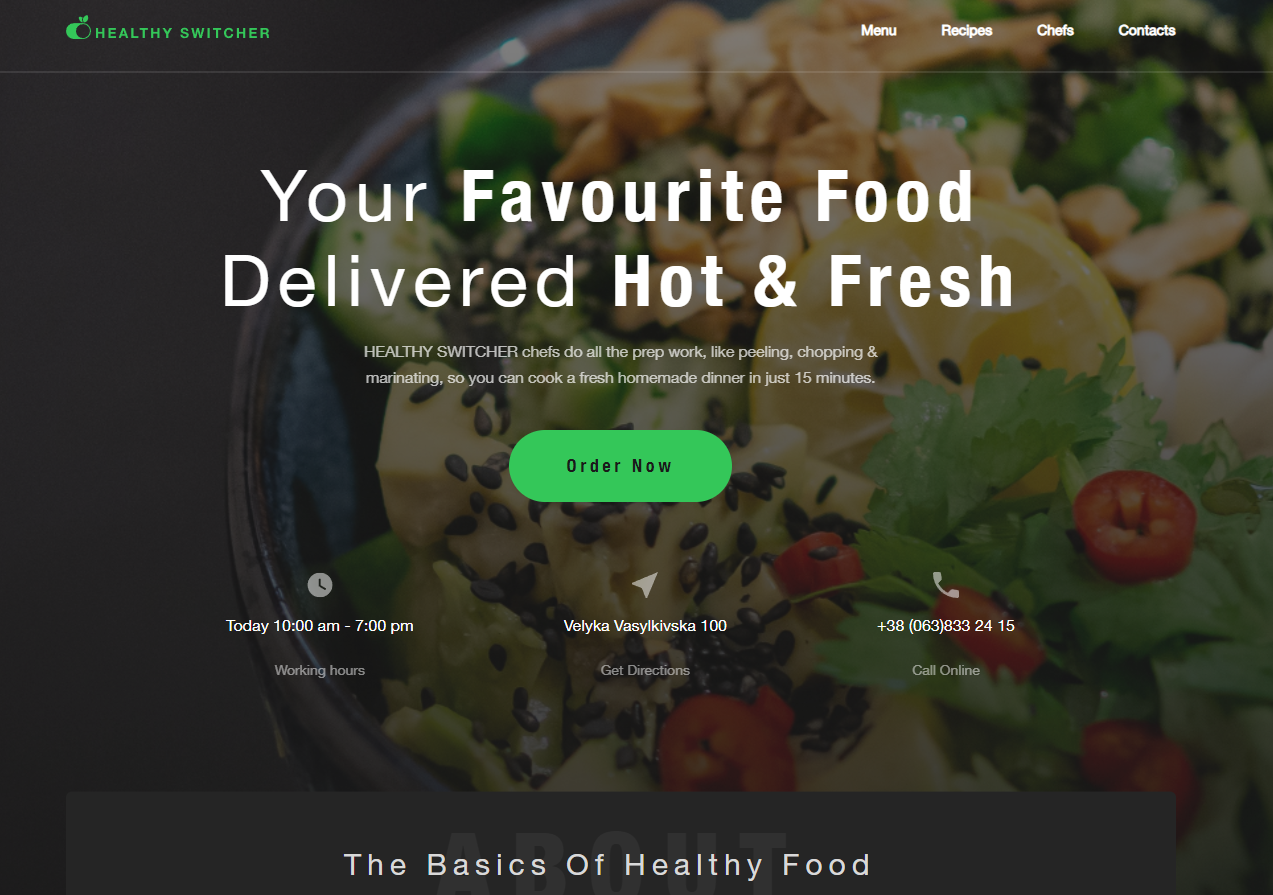 HEALTHY SWITCHER
Menu Recipes Chefs Contacts
Your Favourite Food
Delivered Hot & Fresh
HEALTHY SWITCHER chefs do all the prep work, like peeling, chopping &
marinating, so you can cook a fresh homemade dinner in just 15 minutes.
Order Now
Today 10:00 am - 7:00 pm
Working hours
Velyka Vasylkivska 100
Get Directions
+38 (063)833 24 15
Call Online
ABOUT
The Basics Of Healthy Food